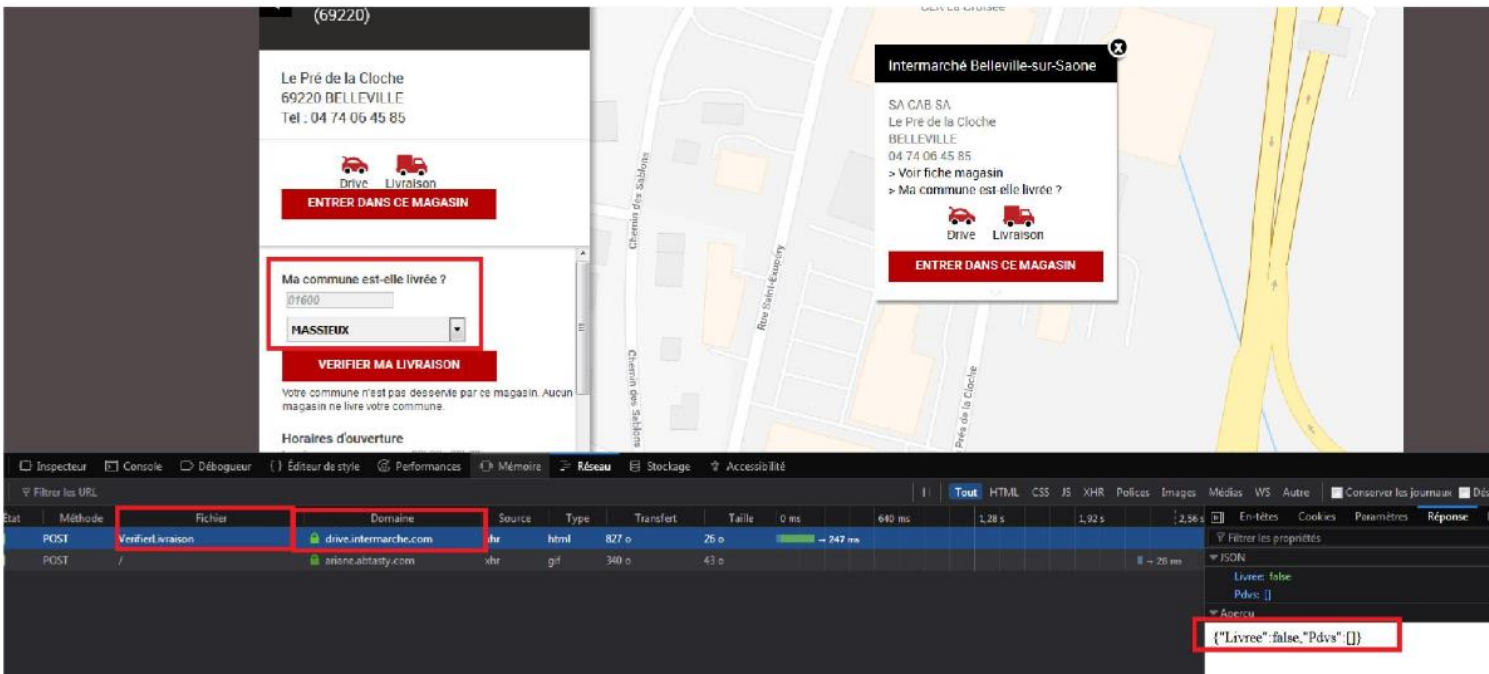 (69220)
Le Pré de la Cloche
69220 BELLEVILLE
Tel : 04 74 06 45 85
Drive Livraison
ENTRER DANS CE MAGASIN
Ma commune est-elle livrée ?
01600
MASSIEUX
VERIFIER MA LIVRAISON
Votre commune n'est pas desservie par ce magasin. Aucun
magasin ne livre votre commune.
Horaires d'ouverture
Chemin des Sablons
Chemin des Sablons
Rue Saint-Exupéry
Prés de la Cloche
Intermarché Belleville-sur-Saone
X
SA CAB SA
Le Pré de la Cloche
BELLEVILLE
04 74 06 45 85
> Voir fiche magasin
> Ma commune est-elle livrée ?
Drive Livraison
ENTRER DANS CE MAGASIN
Inspecteur Console Débogueur {} Éditeur de style Performances Mémoire Réseau Stockage Accessibilité
Filtrer les URL
Tout HTML CSS JS XHR Polices Images Médias WS Autre Conserver les journaux
État Méthode Fichier Domaine Source Type Transfert Taille 0 ms 640 ms 1,28 s 1,92 s 2,56 s
En-têtes Cookies Paramètres Réponse
POST VerifierLivraison drive.intermarche.com xhr html 827 o 26 o → 247 ms
POST / ariane.abtasty.com xhr gif 340 o 43 o → 28 ms
Filtrer les propriétés
JSON
Livree: false
Pdvs: []
Aperçu
{"Livree":false,"Pdvs":[]}